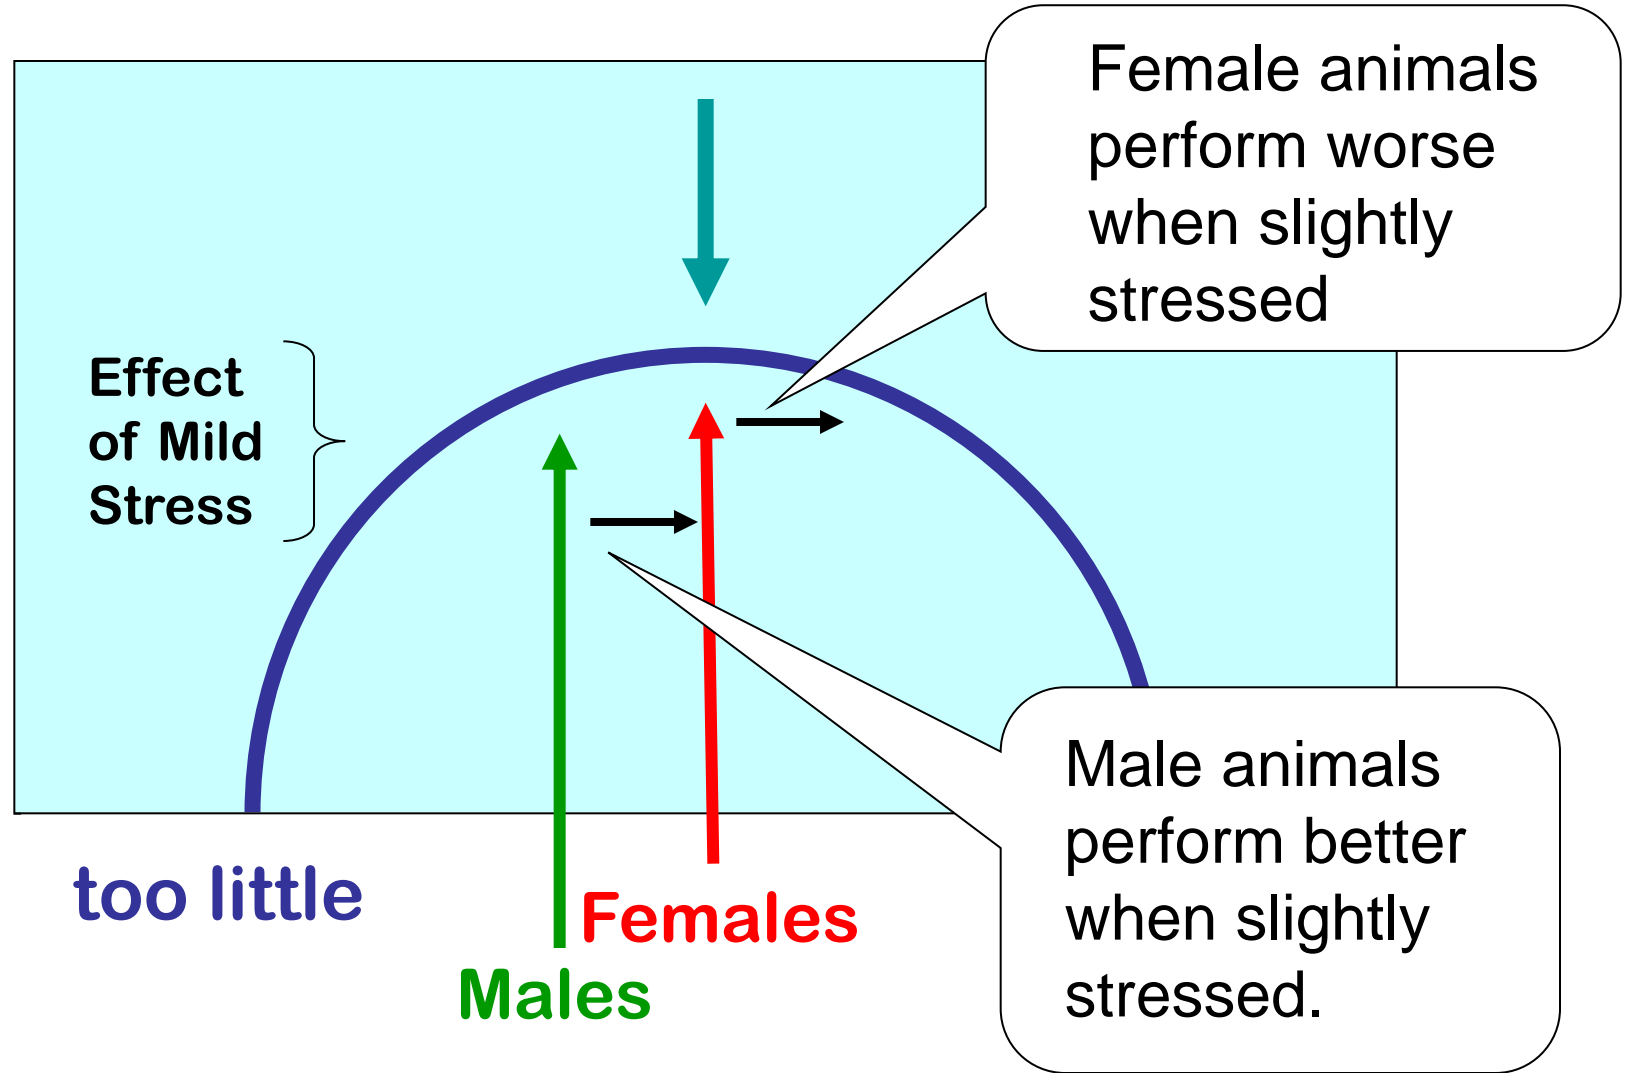 Female animals
perform worse
when slightly
stressed
Effect
of Mild
Stress
too little
Females
Males
Male animals
perform better
when slightly
stressed.